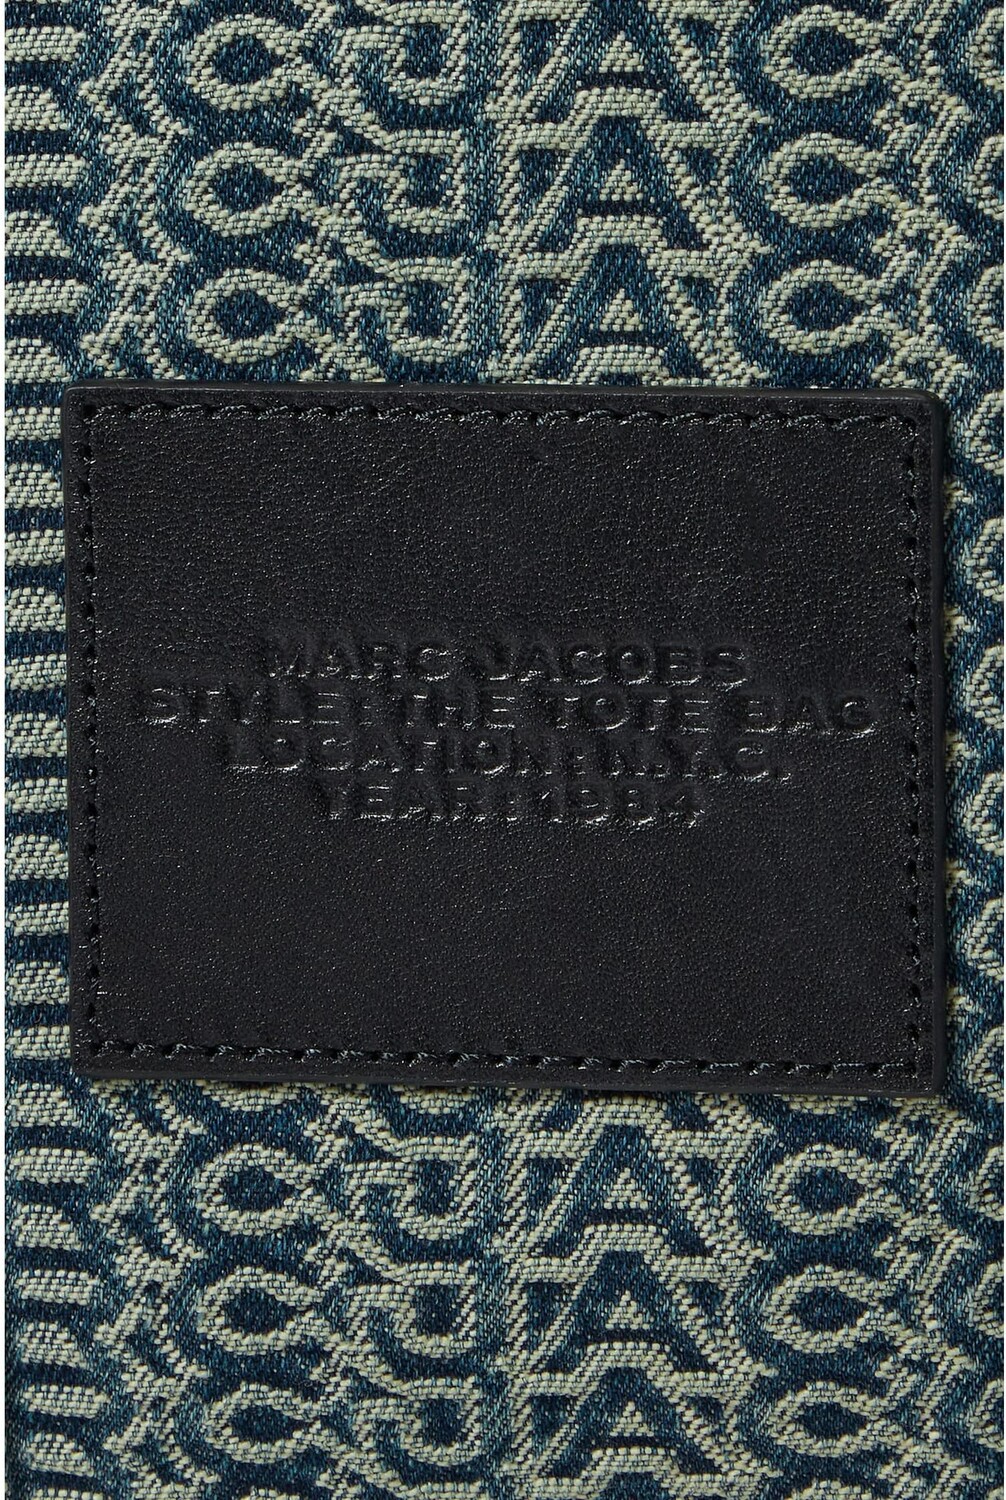 MARC JACOBS
STYLE: THE TOTE BAG
LOCATION: N.Y.C.
YEAR: 1984